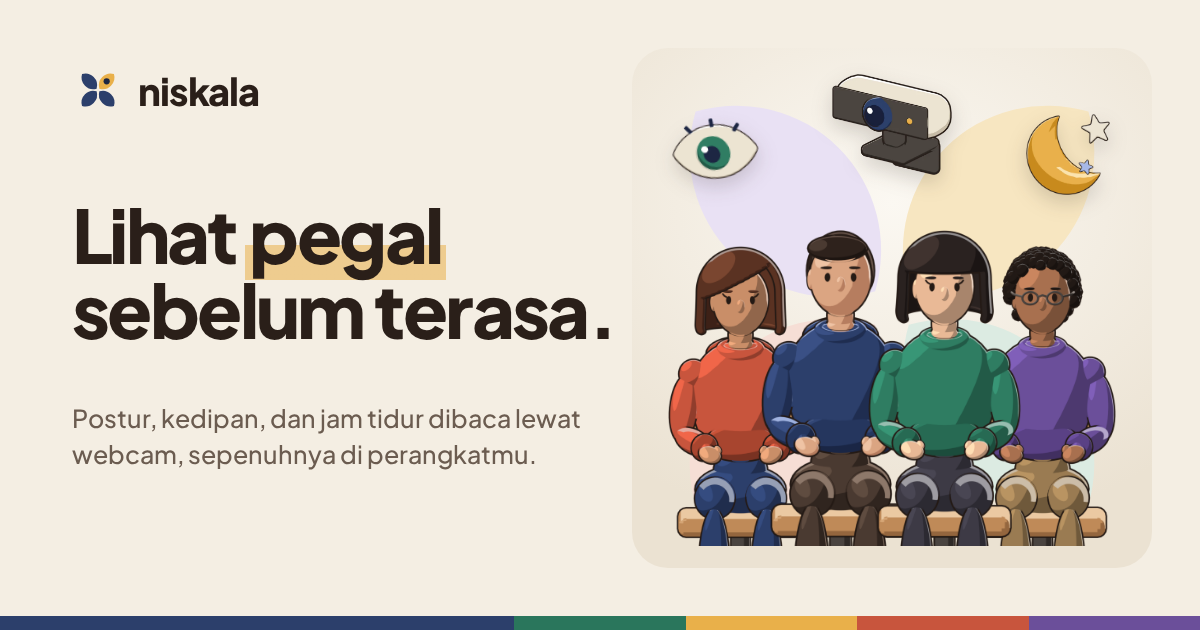 niskala
Lihat pegal
sebelum terasa.
Postur, kedipan, dan jam tidur dibaca lewat
webcam, sepenuhnya di perangkatmu.